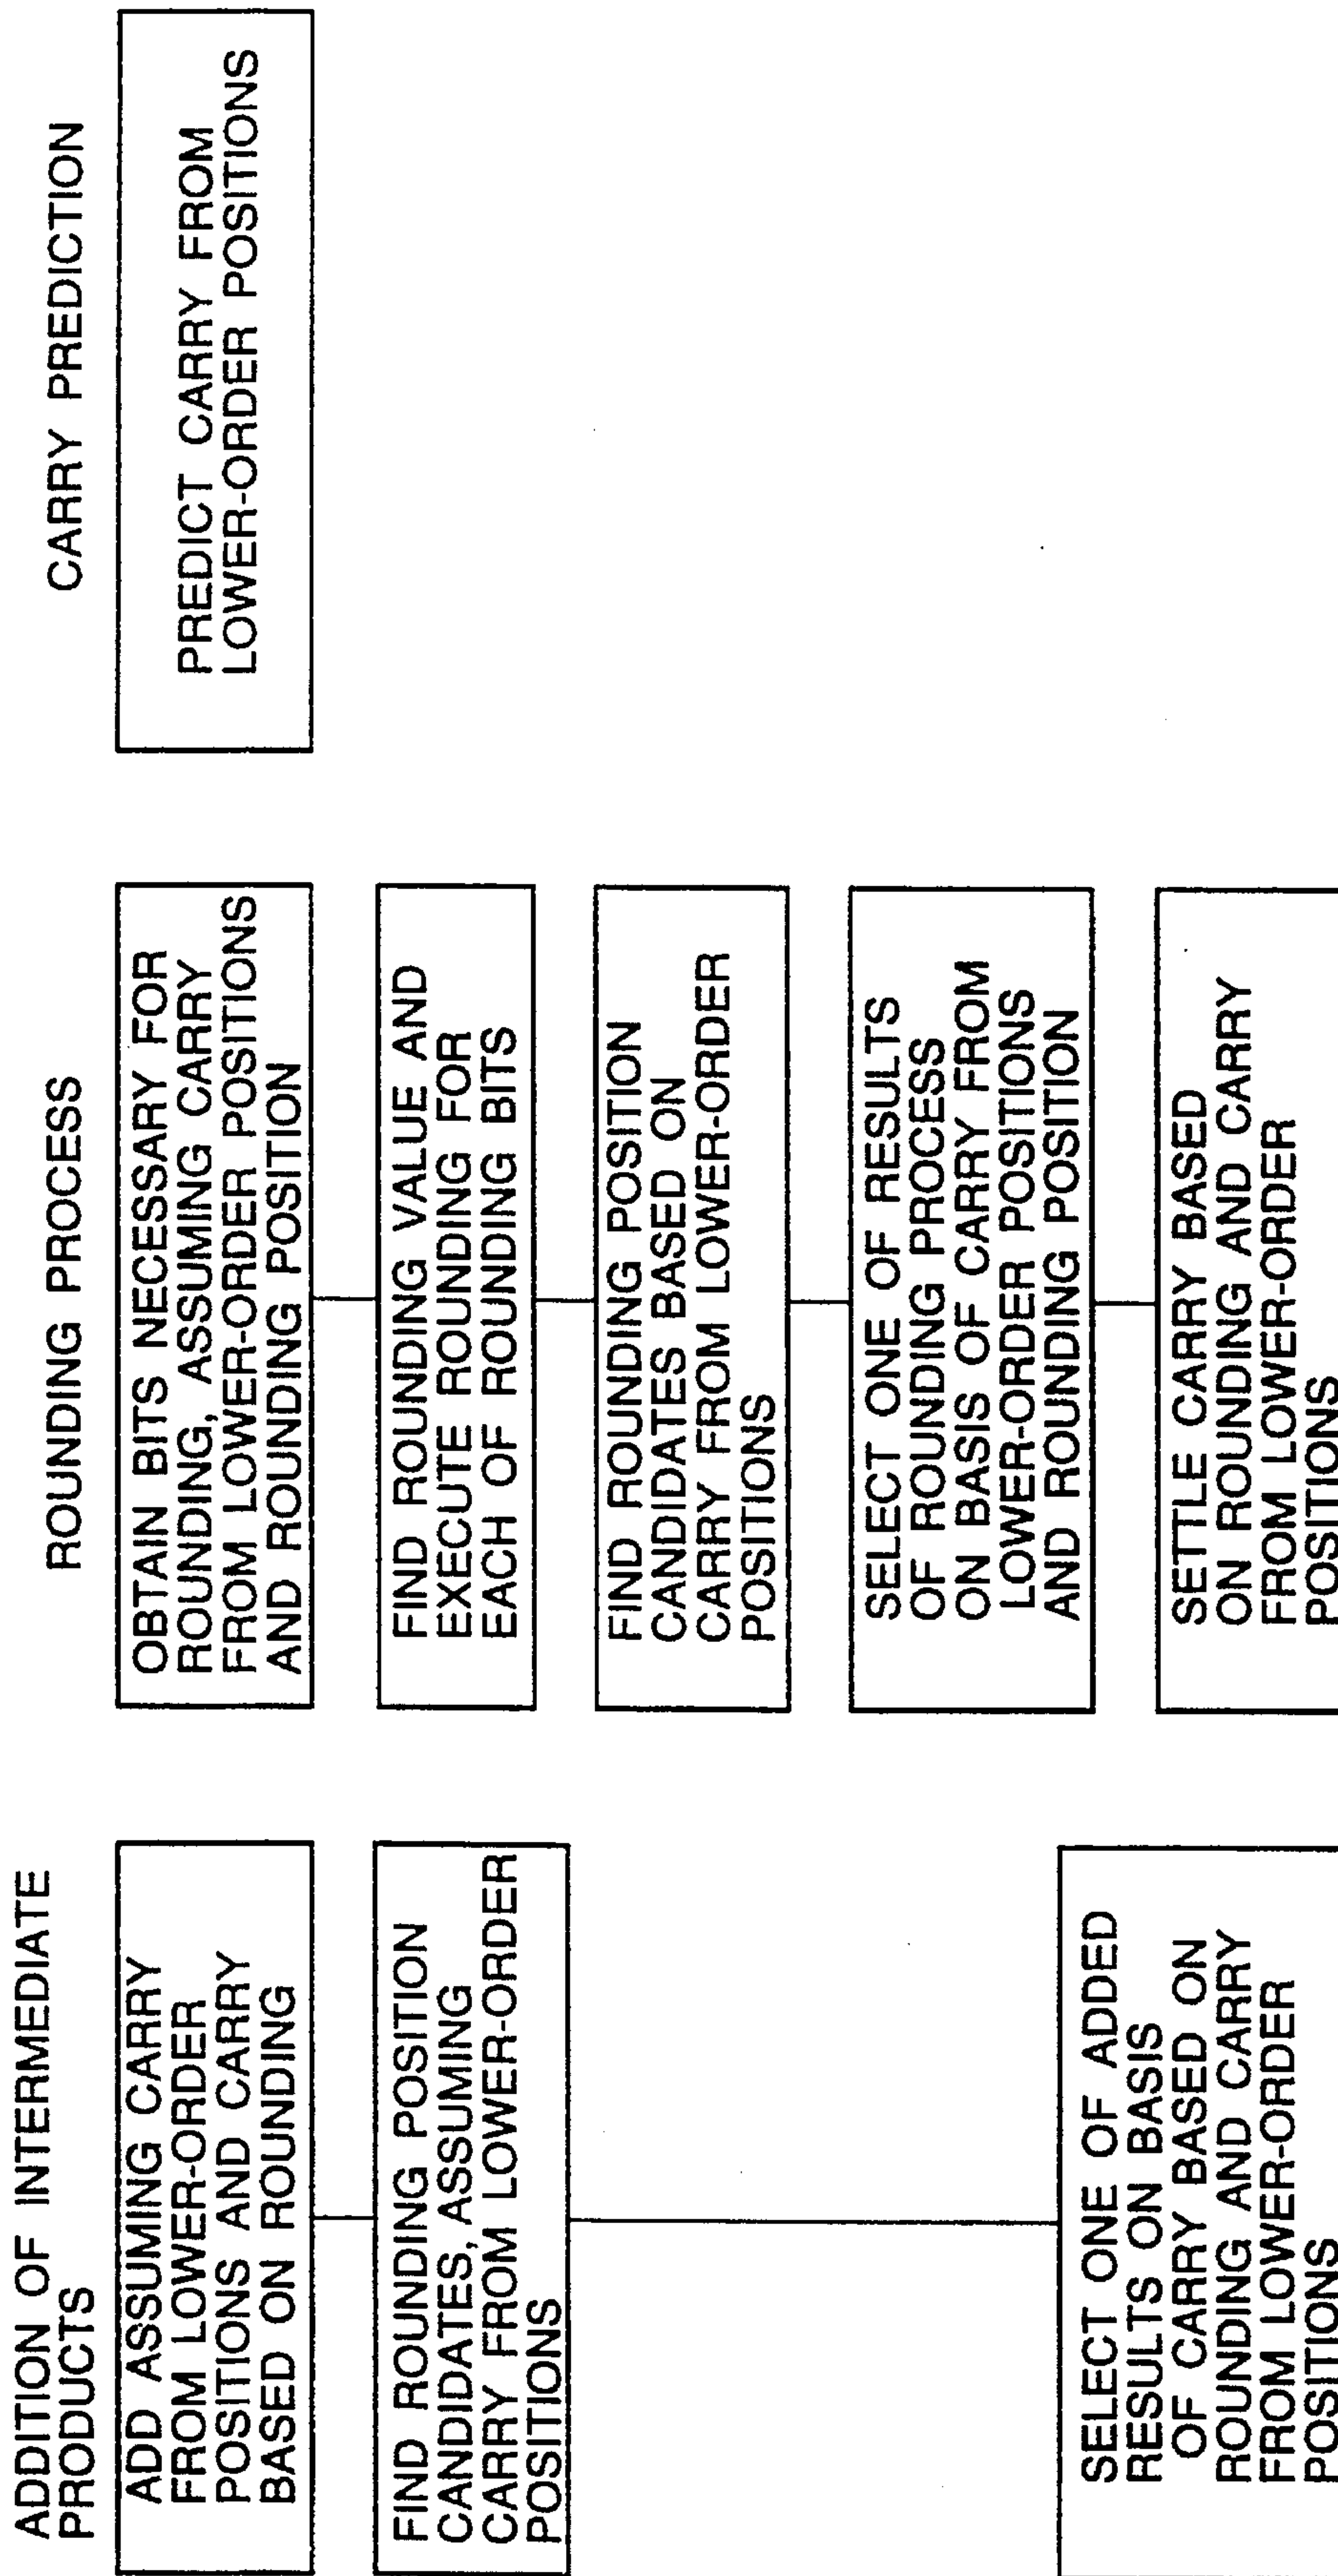 ADDITION OF INTERMEDIATE
PRODUCTS
ADD ASSUMING CARRY
FROM LOWER-ORDER
POSITIONS AND CARRY
BASED ON ROUNDING
FIND ROUNDING POSITION
CANDIDATES, ASSUMING
CARRY FROM LOWER-ORDER
POSITIONS
SELECT ONE OF ADDED
RESULTS ON BASIS
OF CARRY BASED ON
ROUNDING AND CARRY
FROM LOWER-ORDER
POSITIONS
ROUNDING PROCESS
OBTAIN BITS NECESSARY FOR
ROUNDING, ASSUMING CARRY
FROM LOWER-ORDER POSITIONS
AND ROUNDING POSITION
FIND ROUNDING VALUE AND
EXECUTE ROUNDING FOR
EACH OF ROUNDING BITS
FIND ROUNDING POSITION
CANDIDATES BASED ON
CARRY FROM LOWER-ORDER
POSITIONS
SELECT ONE OF RESULTS
OF ROUNDING PROCESS
ON BASIS OF CARRY FROM
LOWER-ORDER POSITIONS
AND ROUNDING POSITION
SETTLE CARRY BASED
ON ROUNDING AND CARRY
FROM LOWER-ORDER
POSITIONS
CARRY PREDICTION
PREDICT CARRY FROM
LOWER-ORDER POSITIONS